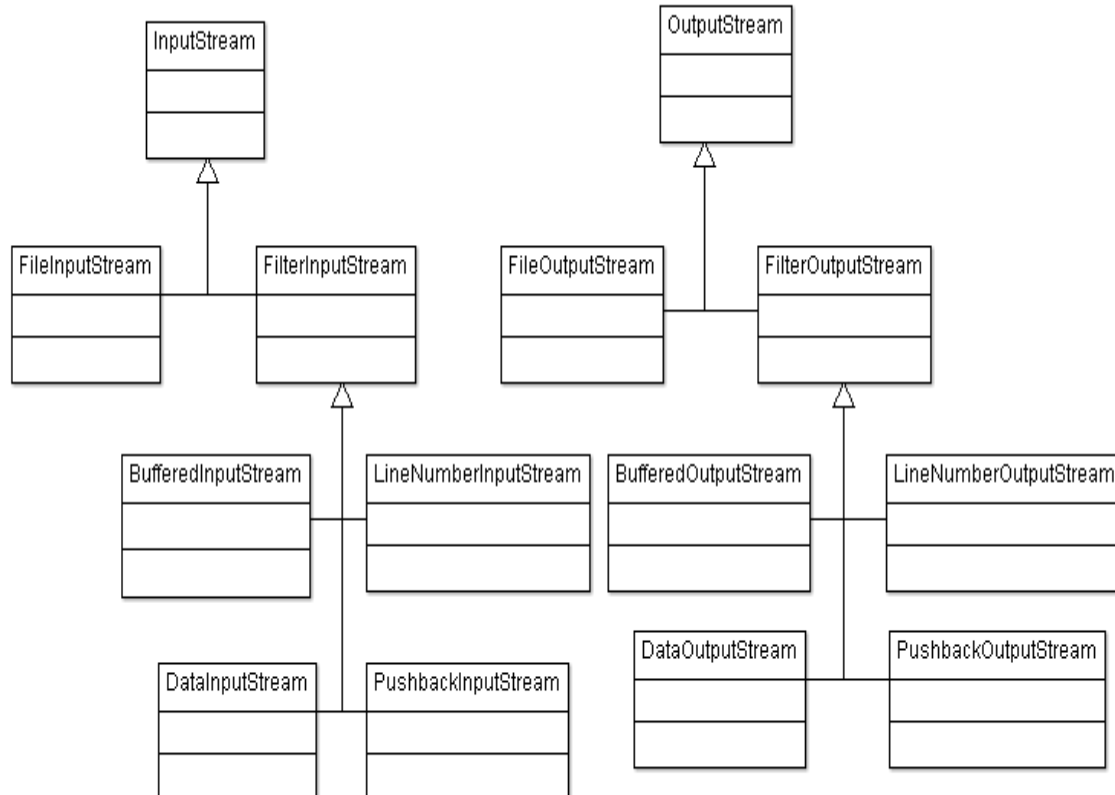 InputStream
OutputStream
FileInputStream
FilterInputStream
FileOutputStream
FilterOutputStream
BufferedInputStream
LineNumberInputStream
BufferedOutputStream
LineNumberOutputStream
DataInputStream
PushbackInputStream
DataOutputStream
PushbackOutputStream